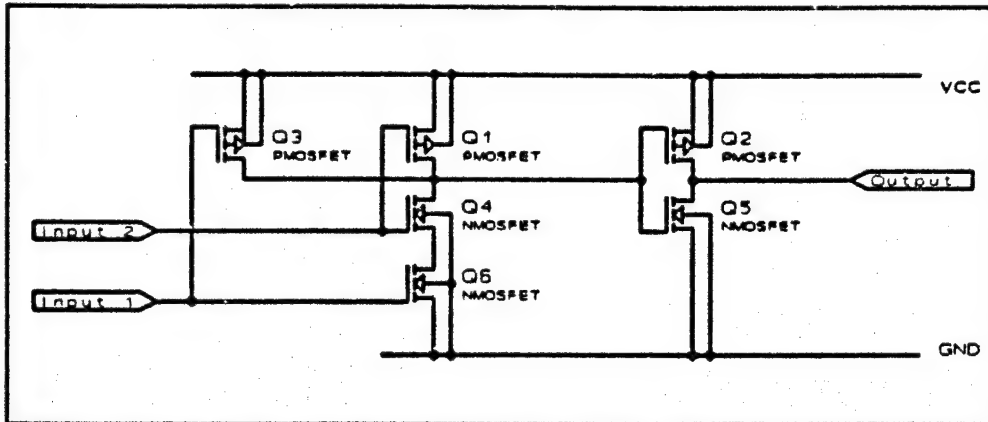 VCC
Q3
PMOSFET
Q1
PMOSFET
Q2
PMOSFET
Output
Q4
NMOSFET
Q5
NMOSFET
Input 2
Q6
NMOSFET
Input 1
GND